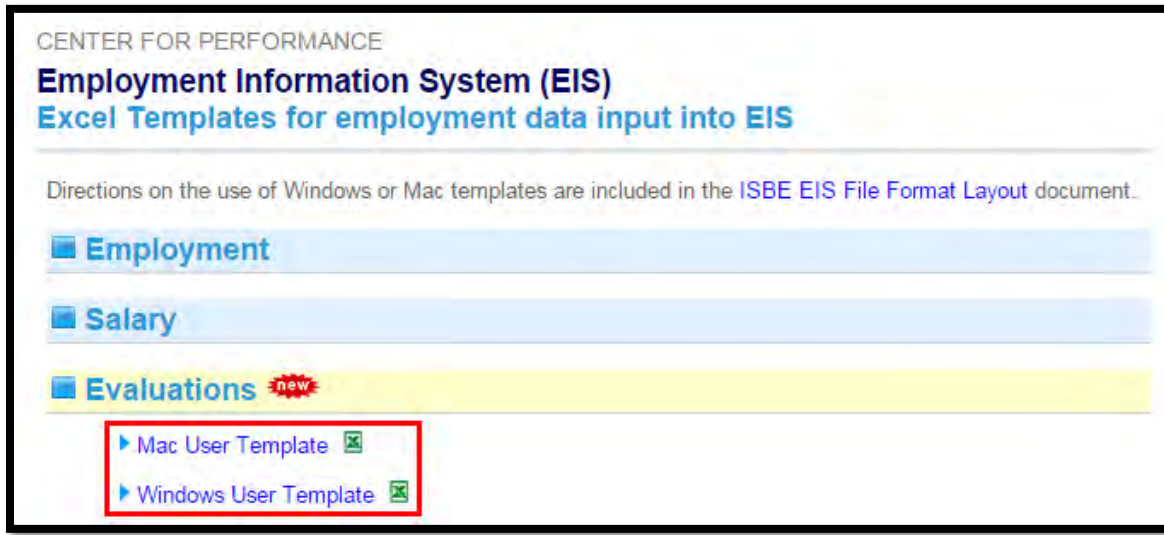 CENTER FOR PERFORMANCE
Employment Information System (EIS)
Excel Templates for employment data input into EIS
Directions on the use of Windows or Mac templates are included in the ISBE EIS File Format Layout document.
Employment
Salary
Evaluations new
Mac User Template
Windows User Template